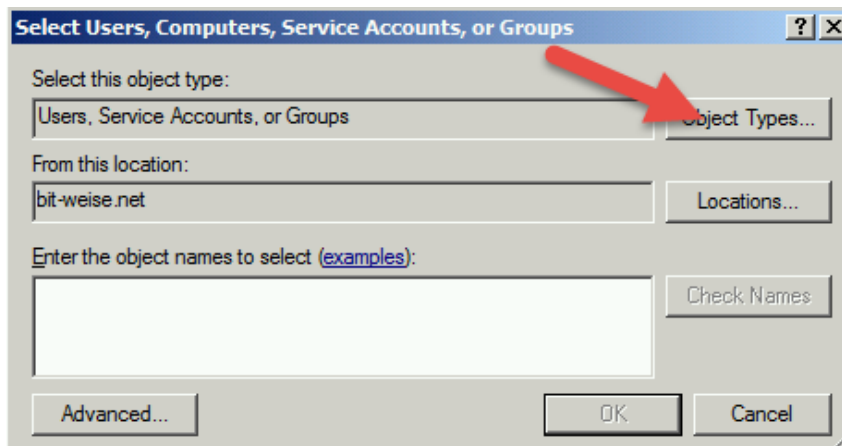 Select Users, Computers, Service Accounts, or Groups
Select this object type:
Users, Service Accounts, or Groups
Object Types...
From this location:
bit-weise.net
Locations...
Enter the object names to select (examples):
Check Names
Advanced...
OK
Cancel